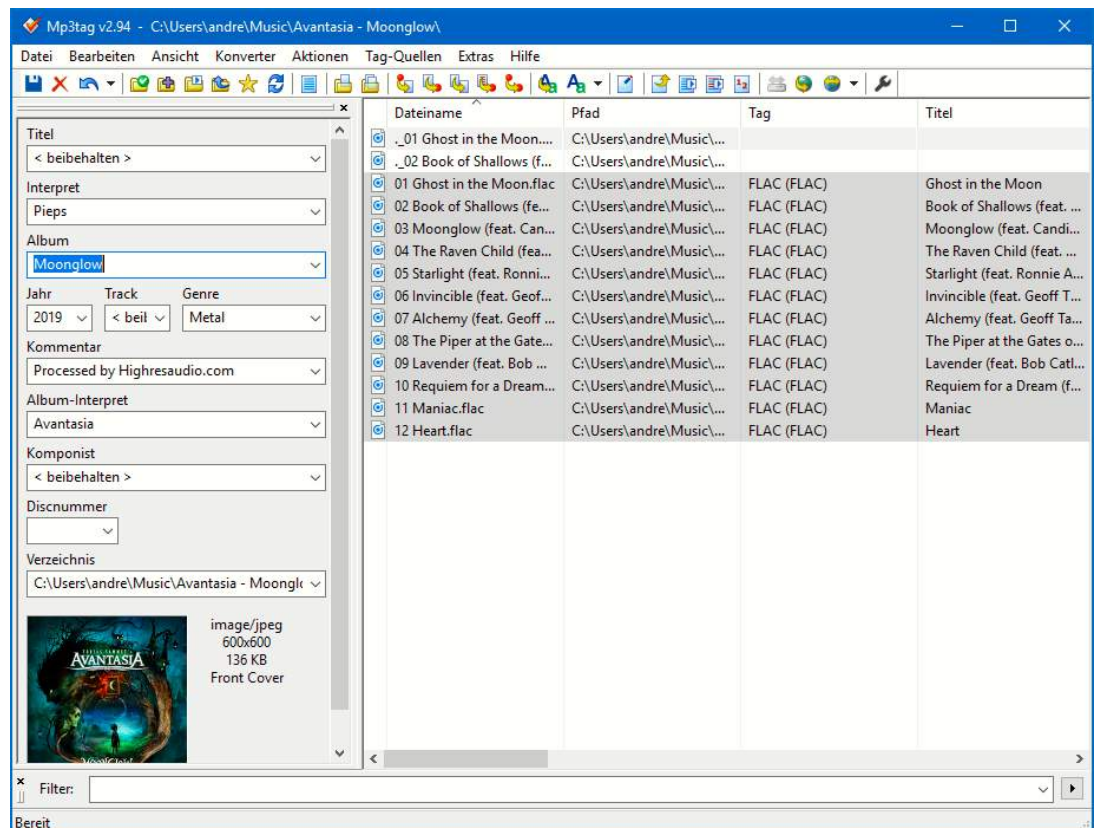 Mp3tag v2.94 - C:\Users\andre\Music\Avantasia - Moonglow\
Datei Bearbeiten Ansicht Konverter Aktionen Tag-Quellen Extras Hilfe
Titel
< beibehalten >
Interpret
Pieps
Album
Moonglow
Jahr Track Genre
2019 < beil Metal
Kommentar
Processed by Highresaudio.com
Album-Interpret
Avantasia
Komponist
< beibehalten >
Discnummer
Verzeichnis
C:\Users\andre\Music\Avantasia - Moongl
image/jpeg
600x600
136 KB
Front Cover
AVANTASIA
Dateiname Pfad Tag Titel
._01 Ghost in the Moon.... C:\Users\andre\Music\...
._02 Book of Shallows (f... C:\Users\andre\Music\...
01 Ghost in the Moon.flac C:\Users\andre\Music\... FLAC (FLAC) Ghost in the Moon
02 Book of Shallows (fe... C:\Users\andre\Music\... FLAC (FLAC) Book of Shallows (feat. ...
03 Moonglow (feat. Can... C:\Users\andre\Music\... FLAC (FLAC) Moonglow (feat. Candi...
04 The Raven Child (fea... C:\Users\andre\Music\... FLAC (FLAC) The Raven Child (feat. ...
05 Starlight (feat. Ronni... C:\Users\andre\Music\... FLAC (FLAC) Starlight (feat. Ronnie A...
06 Invincible (feat. Geof... C:\Users\andre\Music\... FLAC (FLAC) Invincible (feat. Geoff T...
07 Alchemy (feat. Geoff ... C:\Users\andre\Music\... FLAC (FLAC) Alchemy (feat. Geoff Ta...
08 The Piper at the Gate... C:\Users\andre\Music\... FLAC (FLAC) The Piper at the Gates o...
09 Lavender (feat. Bob ... C:\Users\andre\Music\... FLAC (FLAC) Lavender (feat. Bob Catl...
10 Requiem for a Dream... C:\Users\andre\Music\... FLAC (FLAC) Requiem for a Dream (f...
11 Maniac.flac C:\Users\andre\Music\... FLAC (FLAC) Maniac
12 Heart.flac C:\Users\andre\Music\... FLAC (FLAC) Heart
Filter:
Bereit